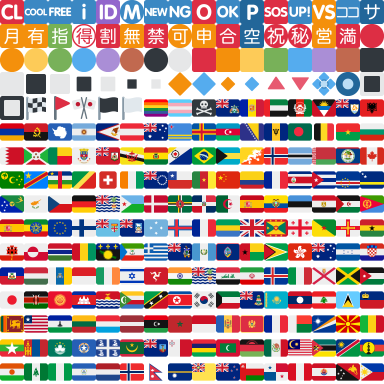 CL COOL FREE i ID M NEW NG O OK P SOS UP! VS ココ サ
月 有 指 得 割 無 禁 可 申 合 空 祝 秘 営 満